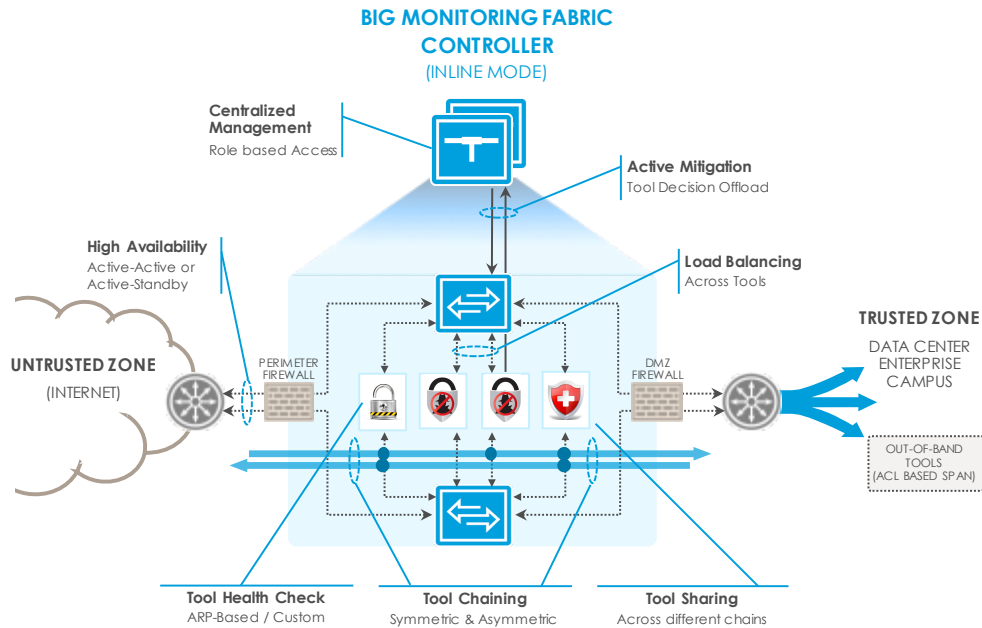 BIG MONITORING FABRIC
CONTROLLER
(INLINE MODE)
Centralized
Management
Role based Access
Active Mitigation
Tool Decision Offload
High Availability
Active-Active or
Active-Standby
Load Balancing
Across Tools
UNTRUSTED ZONE
(INTERNET)
PERIMETER
FIREWALL
DMZ
FIREWALL
TRUSTED ZONE
DATA CENTER
ENTERPRISE
CAMPUS
OUT-OF-BAND
TOOLS
(ACL BASED SPAN)
Tool Health Check
ARP-Based / Custom
Tool Chaining
Symmetric & Asymmetric
Tool Sharing
Across different chains